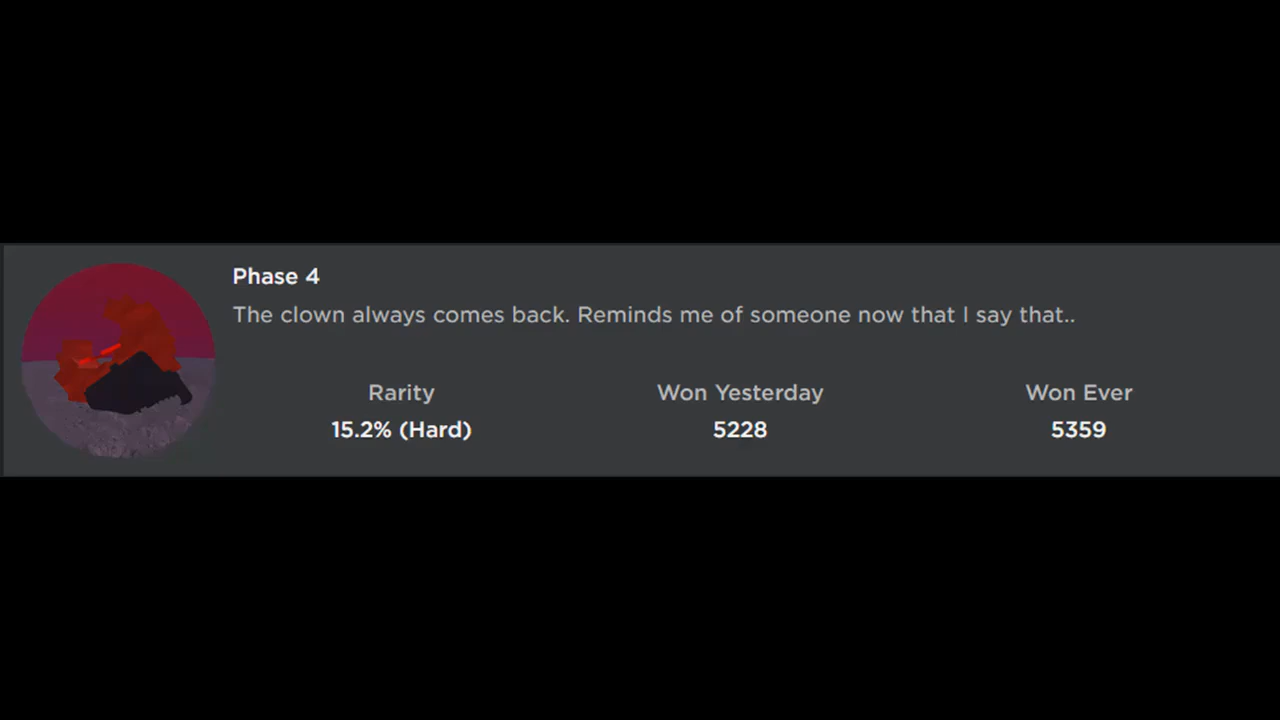 Phase 4
The clown always comes back. Reminds me of someone now that I say that..
Rarity Won Yesterday Won Ever
15.2% (Hard) 5228 5359